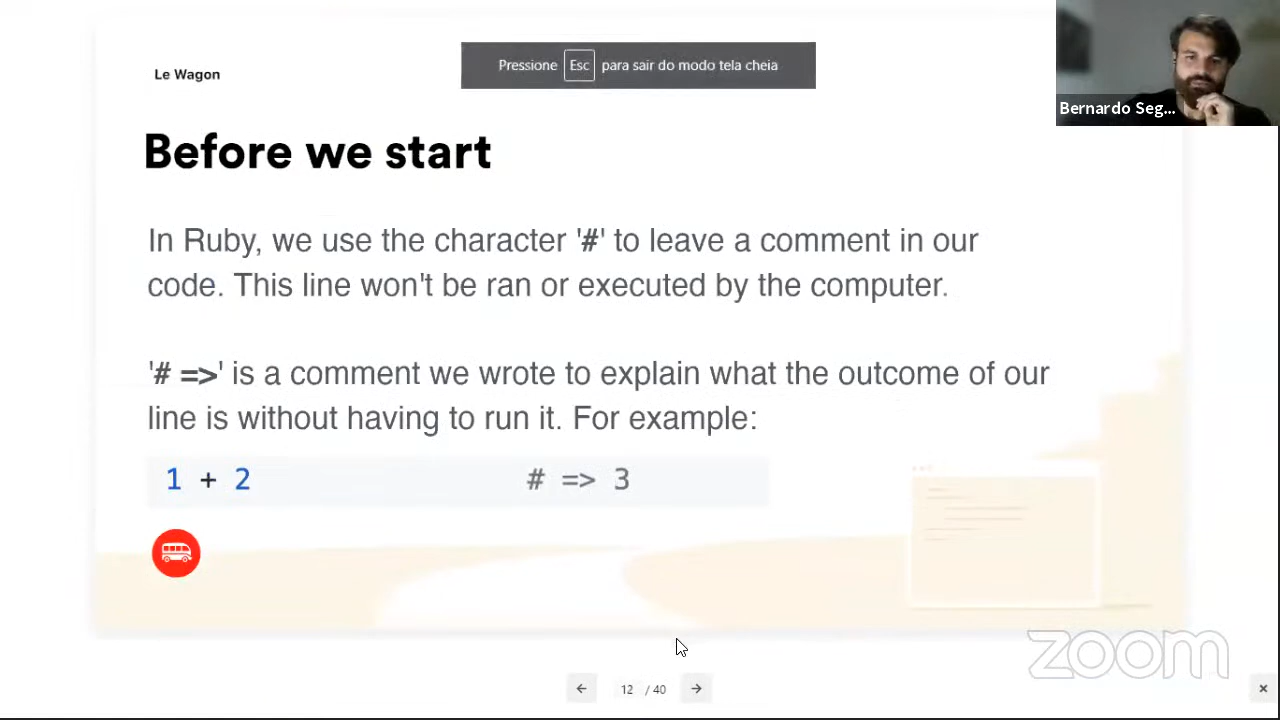 Le Wagon
Pressione Esc para sair do modo tela cheia
Bernardo Seg...
Before we start
In Ruby, we use the character '#' to leave a comment in our
code. This line won't be ran or executed by the computer.
'# =>' is a comment we wrote to explain what the outcome of our
line is without having to run it. For example:
1 + 2 # => 3
zoom
12 / 40